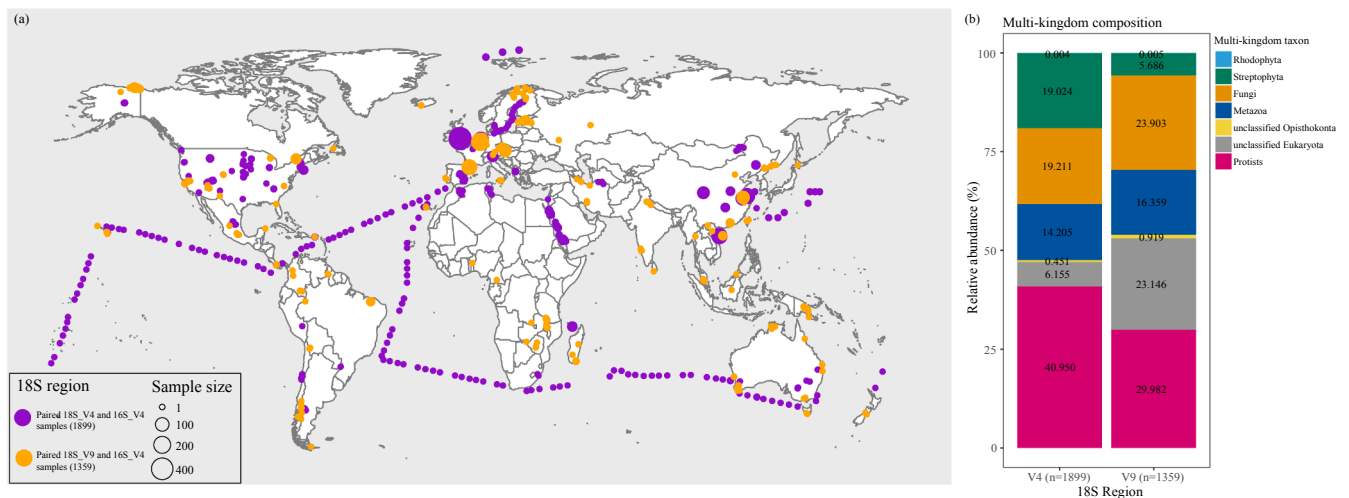 (a)
18S region
Sample size
Paired 18S_V4 and 16S_V4
samples (1899)
Paired 18S_V9 and 16S_V4
samples (1359)
1
100
200
400
(b)
Multi-kingdom composition
Relative abundance (%)
100
75
50
25
0
0.004
19.024
19.211
14.205
0.451
6.155
40.950
0.005
5.686
23.903
16.359
0.919
23.146
29.982
V4 (n=1899)
V9 (n=1359)
18S Region
Multi-kingdom taxon
Rhodophyta
Streptophyta
Fungi
Metazoa
unclassified Opisthokonta
unclassified Eukaryota
Protists